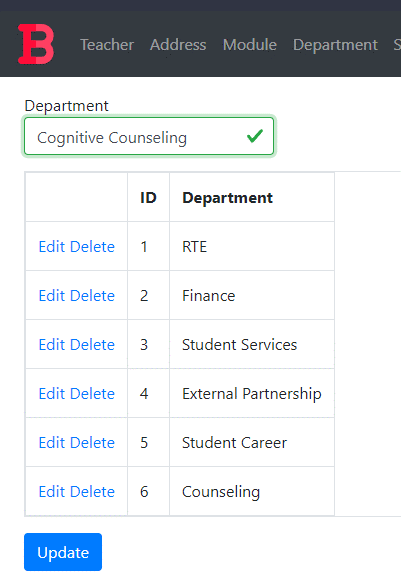 B Teacher Address Module Department S
Department
Cognitive Counseling
ID Department
Edit Delete 1 RTE
Edit Delete 2 Finance
Edit Delete 3 Student Services
Edit Delete 4 External Partnership
Edit Delete 5 Student Career
Edit Delete 6 Counseling
Update